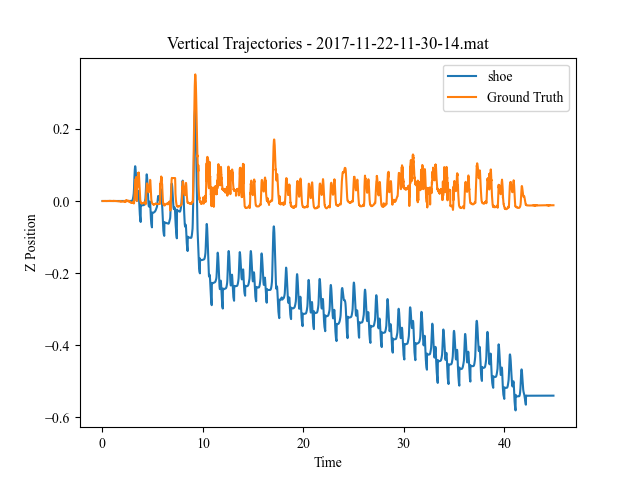 Vertical Trajectories - 2017-11-22-11-30-14.mat
shoe
Ground Truth
Z Position
0.2
0.0
−0.2
−0.4
−0.6
0
10
20
30
40
Time